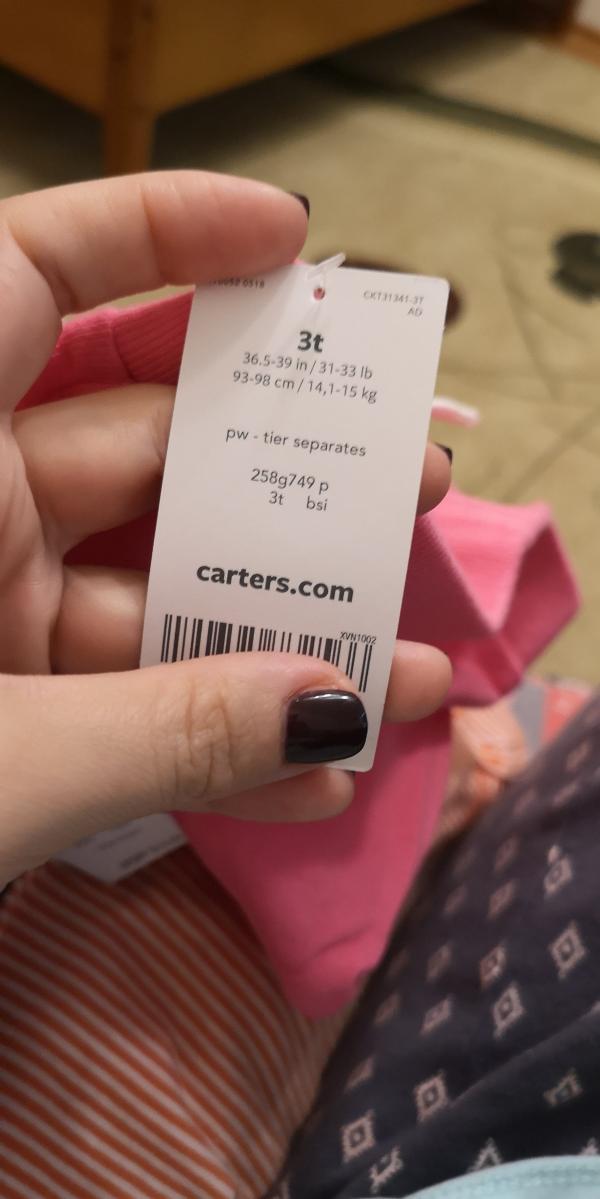 CKT31341-3T
AD
3t
36.5-39 in / 31-33 lb
93-98 cm / 14,1-15 kg
pw - tier separates
258g749 p
3t bsi
carters.com
XVN1002